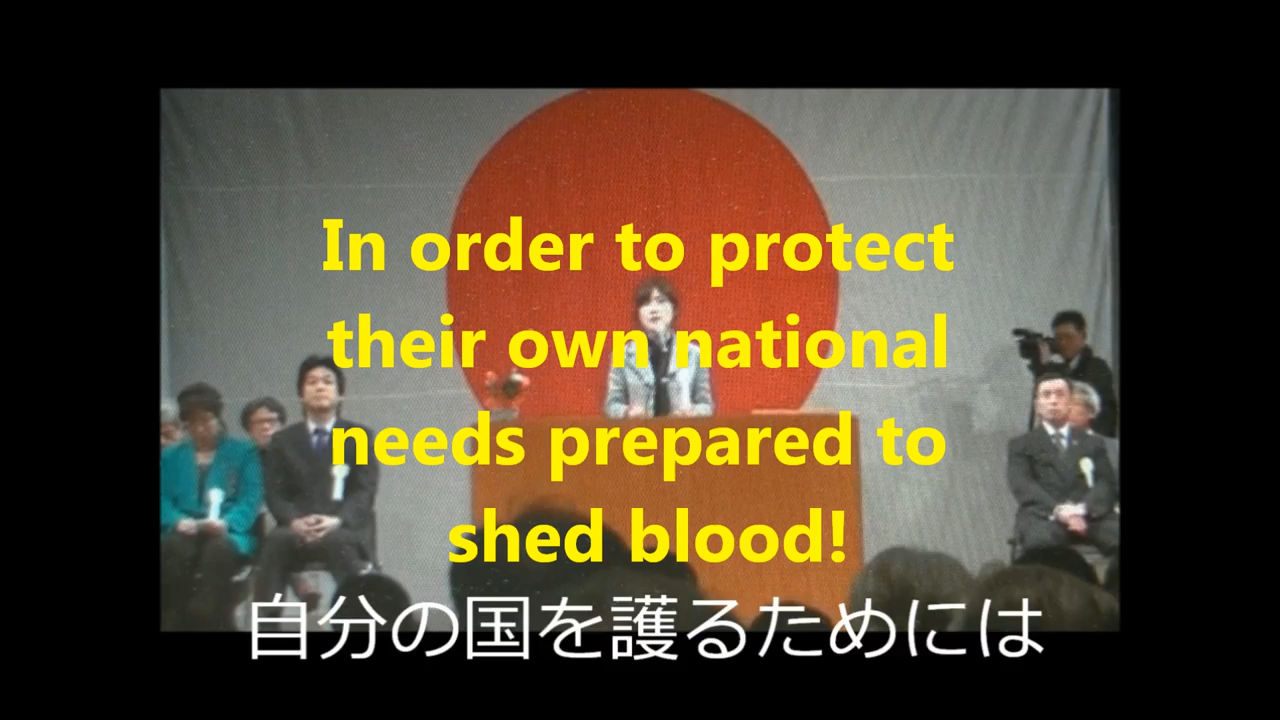 In order to protect
their own national
needs prepared to
shed blood!
自分の国を護るためには